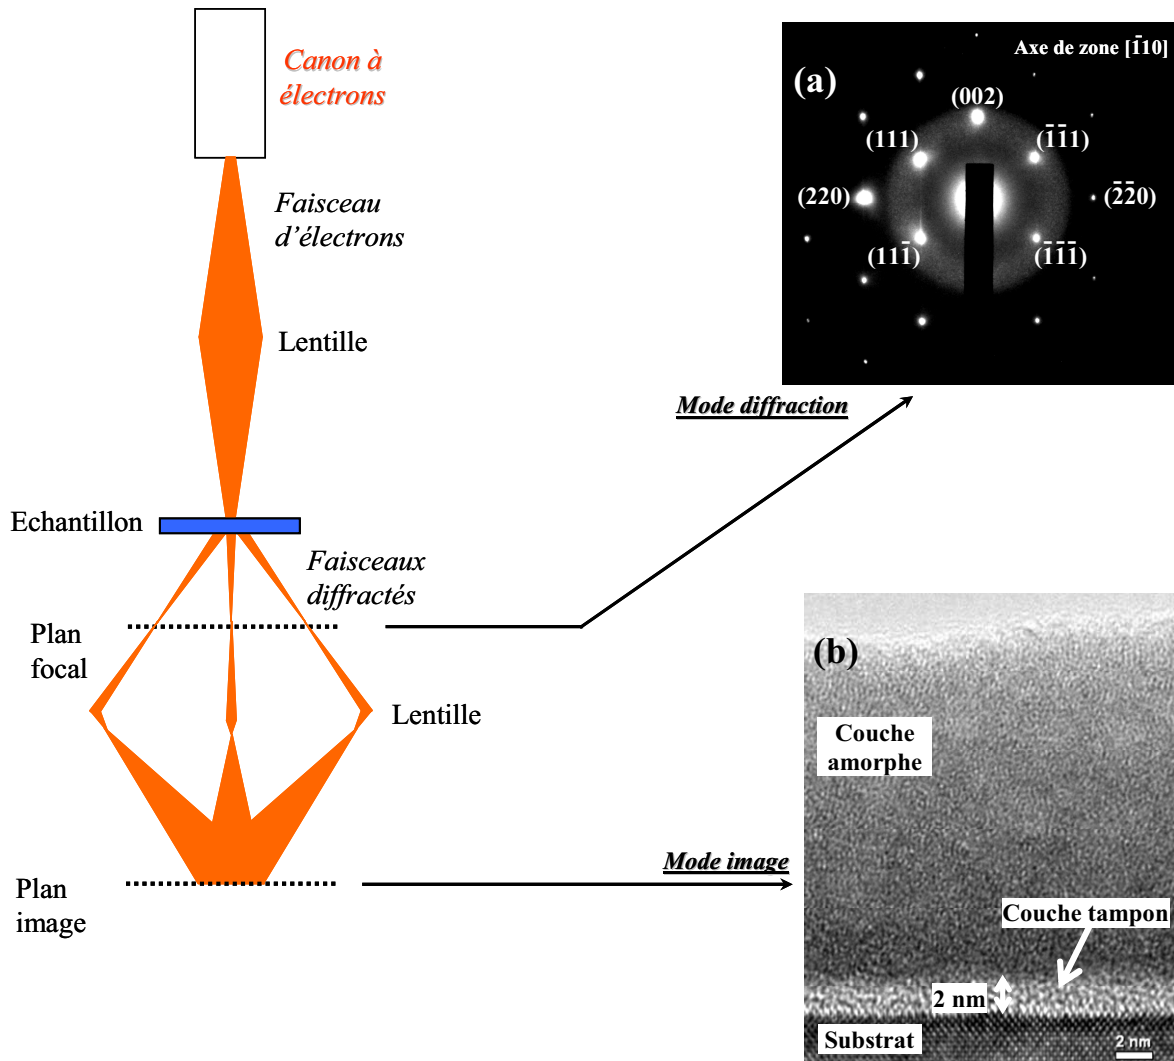 Canon à
électrons
Faisceau
d'électrons
Lentille
Echantillon
Faisceaux
diffractés
Plan
focal
Lentille
Plan
image
Mode diffraction
Mode image
Axe de zone [1̄10]
(a)
(002)
(111)
(1̄1̄1)
(220)
(2̄2̄0)
(111̄)
(1̄1̄1̄)
(b)
Couche
amorphe
Couche tampon
2 nm
Substrat
2 nm